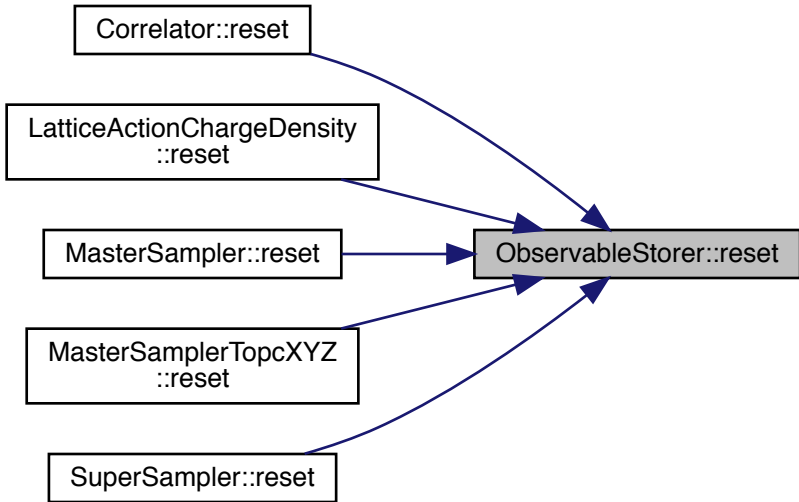 Correlator::reset
LatticeActionChargeDensity
::reset
MasterSampler::reset
ObservableStorer::reset
MasterSamplerTopcXYZ
::reset
SuperSampler::reset